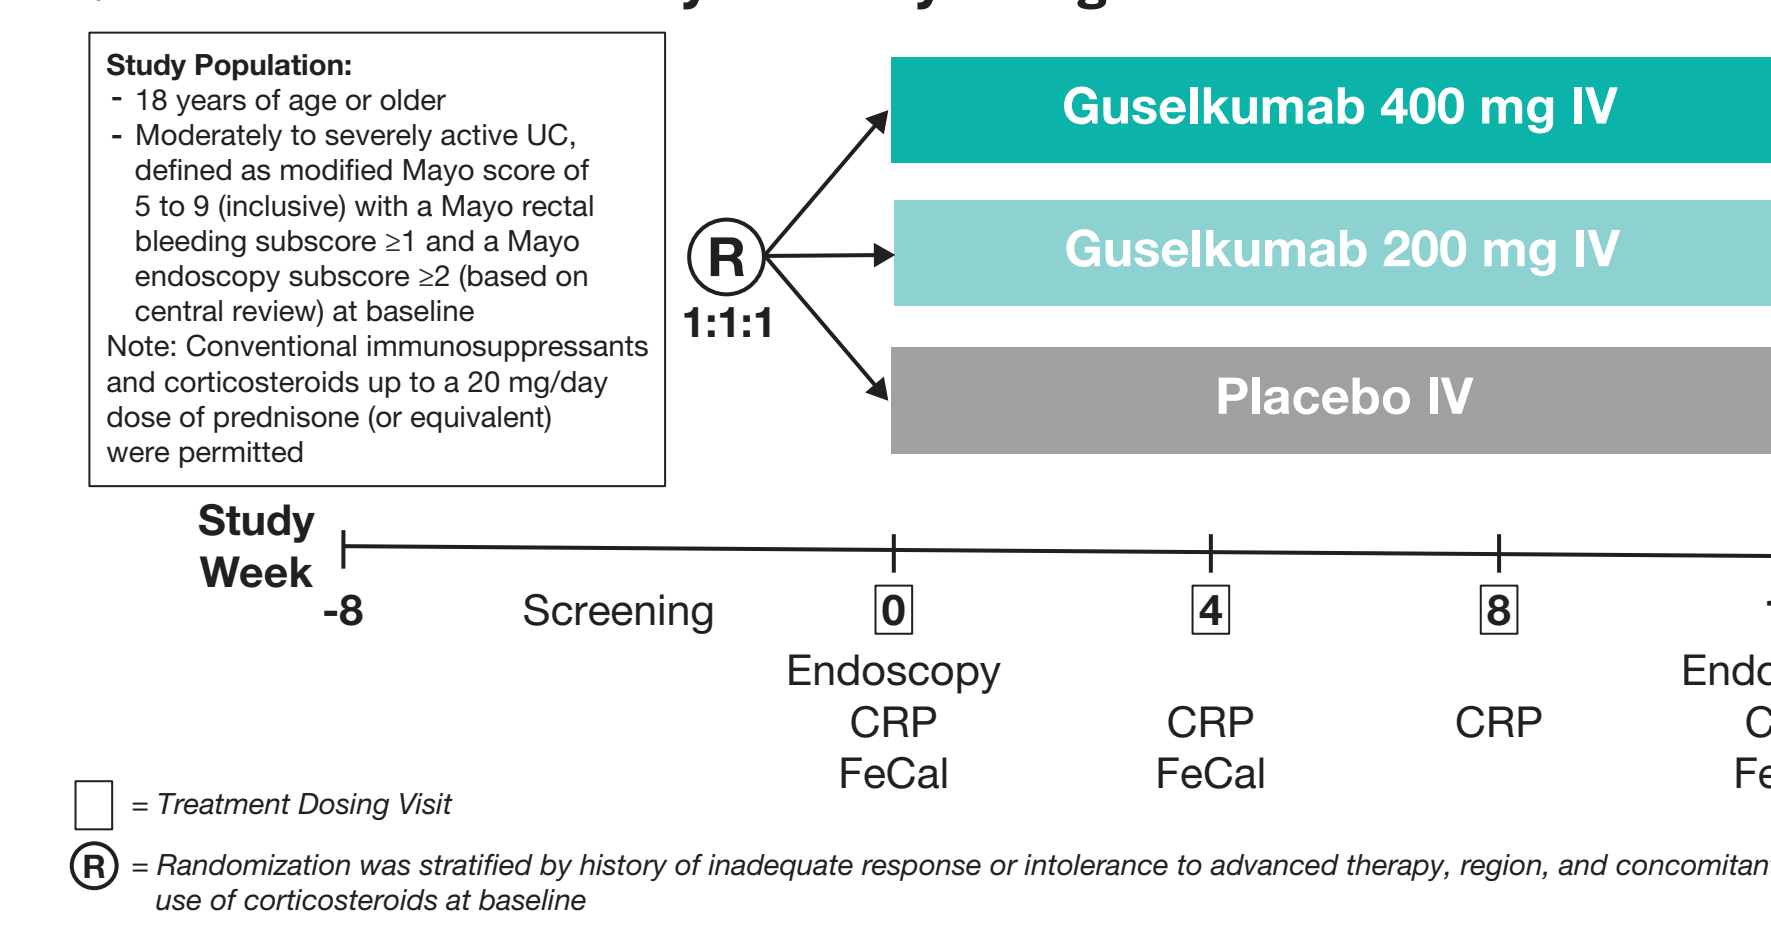 Study Population:
- 18 years of age or older
- Moderately to severely active UC,
defined as modified Mayo score of
5 to 9 (inclusive) with a Mayo rectal
bleeding subscore ≥1 and a Mayo
endoscopy subscore ≥2 (based on
central review) at baseline
Note: Conventional immunosuppressants
and corticosteroids up to a 20 mg/day
dose of prednisone (or equivalent)
were permitted
R
1:1:1
Guselkumab 400 mg IV
Guselkumab 200 mg IV
Placebo IV
Study
Week
-8 Screening 0 4 8
Endoscopy
CRP CRP CRP
FeCal FeCal
= Treatment Dosing Visit
R = Randomization was stratified by history of inadequate response or intolerance to advanced therapy, region, and concomitant
use of corticosteroids at baseline